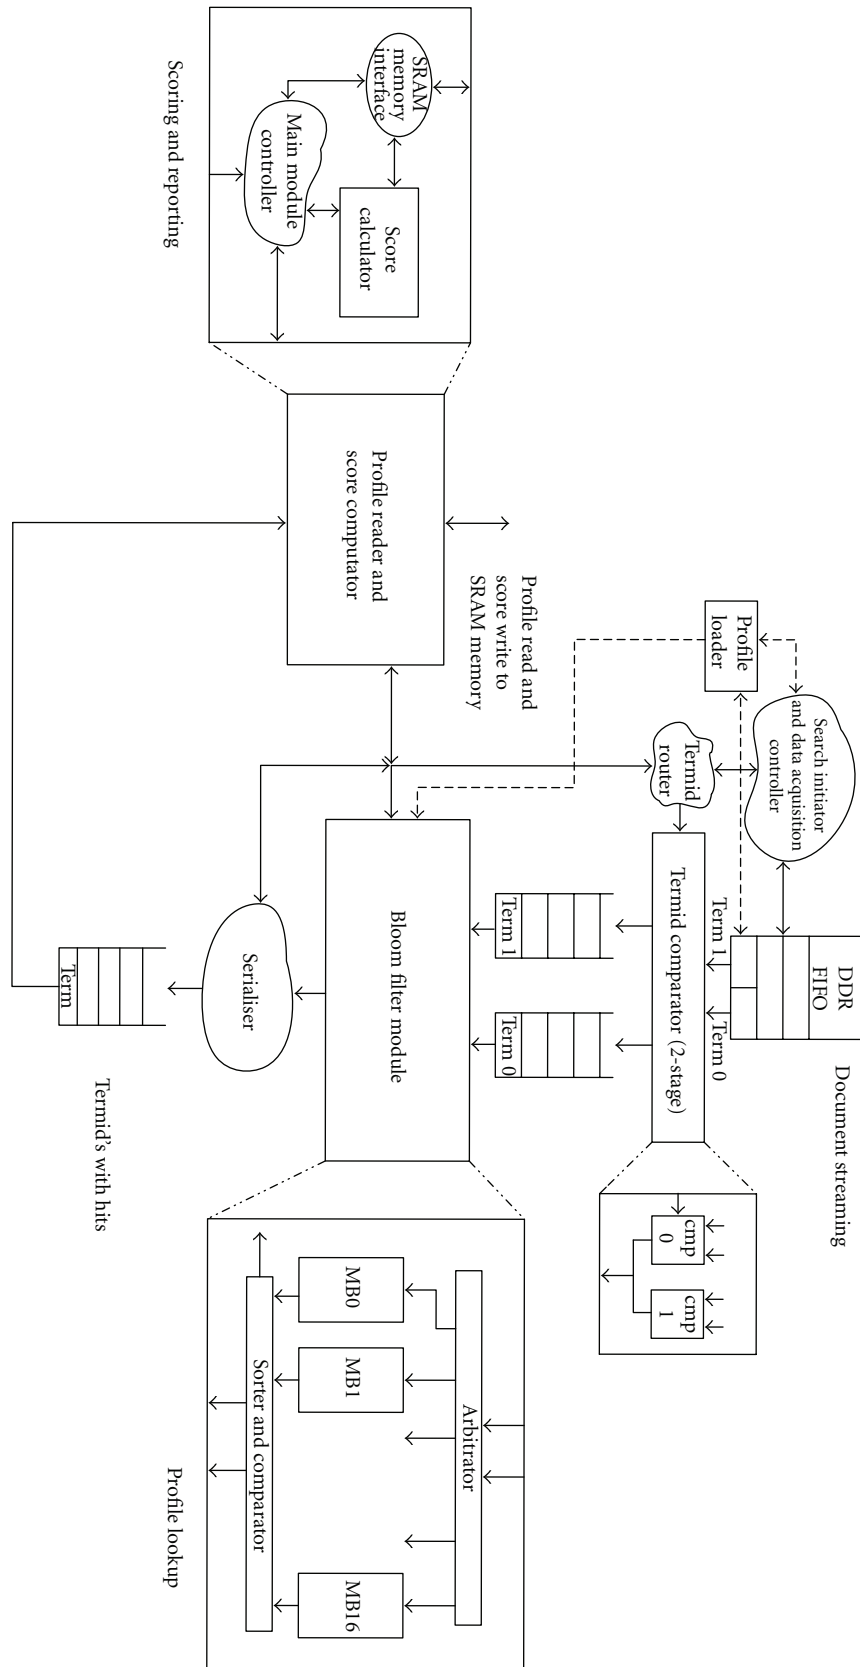 Document streaming
DDR
FIFO
Search initiator
and data acquisition
controller
Profile
loader
Term 1
Term 0
Termid
router
Termid comparator (2-stage)
cmp
0
cmp
1
Term 1
Term 0
Profile read and
score write to
SRAM memory
Bloom filter module
Profile reader and
score computator
Serialiser
Term
Termid's with hits
SRAM
memory
interface
Main module
controller
Score
calculator
Scoring and reporting
Arbitrator
MB0
MB1
MB16
Sorter and comparator
Profile lookup